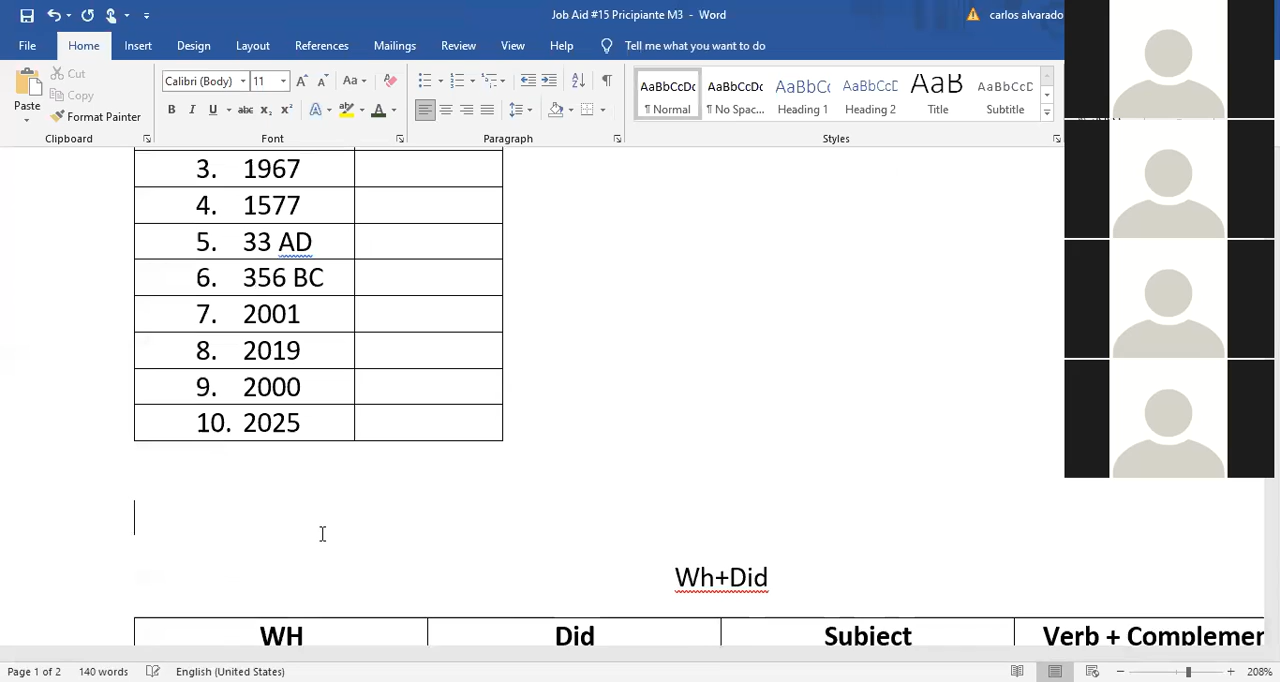 Job Aid #15 Pricipiante M3 - Word
carlos alvarado
File Home Insert Design Layout References Mailings Review View Help Tell me what you want to do
Paste
Cut
Copy
Format Painter
Calibri (Body) 11
AaBbCcDc AaBbCcDc AaBbCc AaBbCcD AaB AaBbCcD
¶ Normal ¶ No Spac... Heading 1 Heading 2 Title Subtitle
Clipboard Font Paragraph Styles
3. 1967
4. 1577
5. 33 AD
6. 356 BC
7. 2001
8. 2019
9. 2000
10. 2025
Wh+Did
WH Did Subject Verb + Complemen
Page 1 of 2 140 words English (United States) 208%